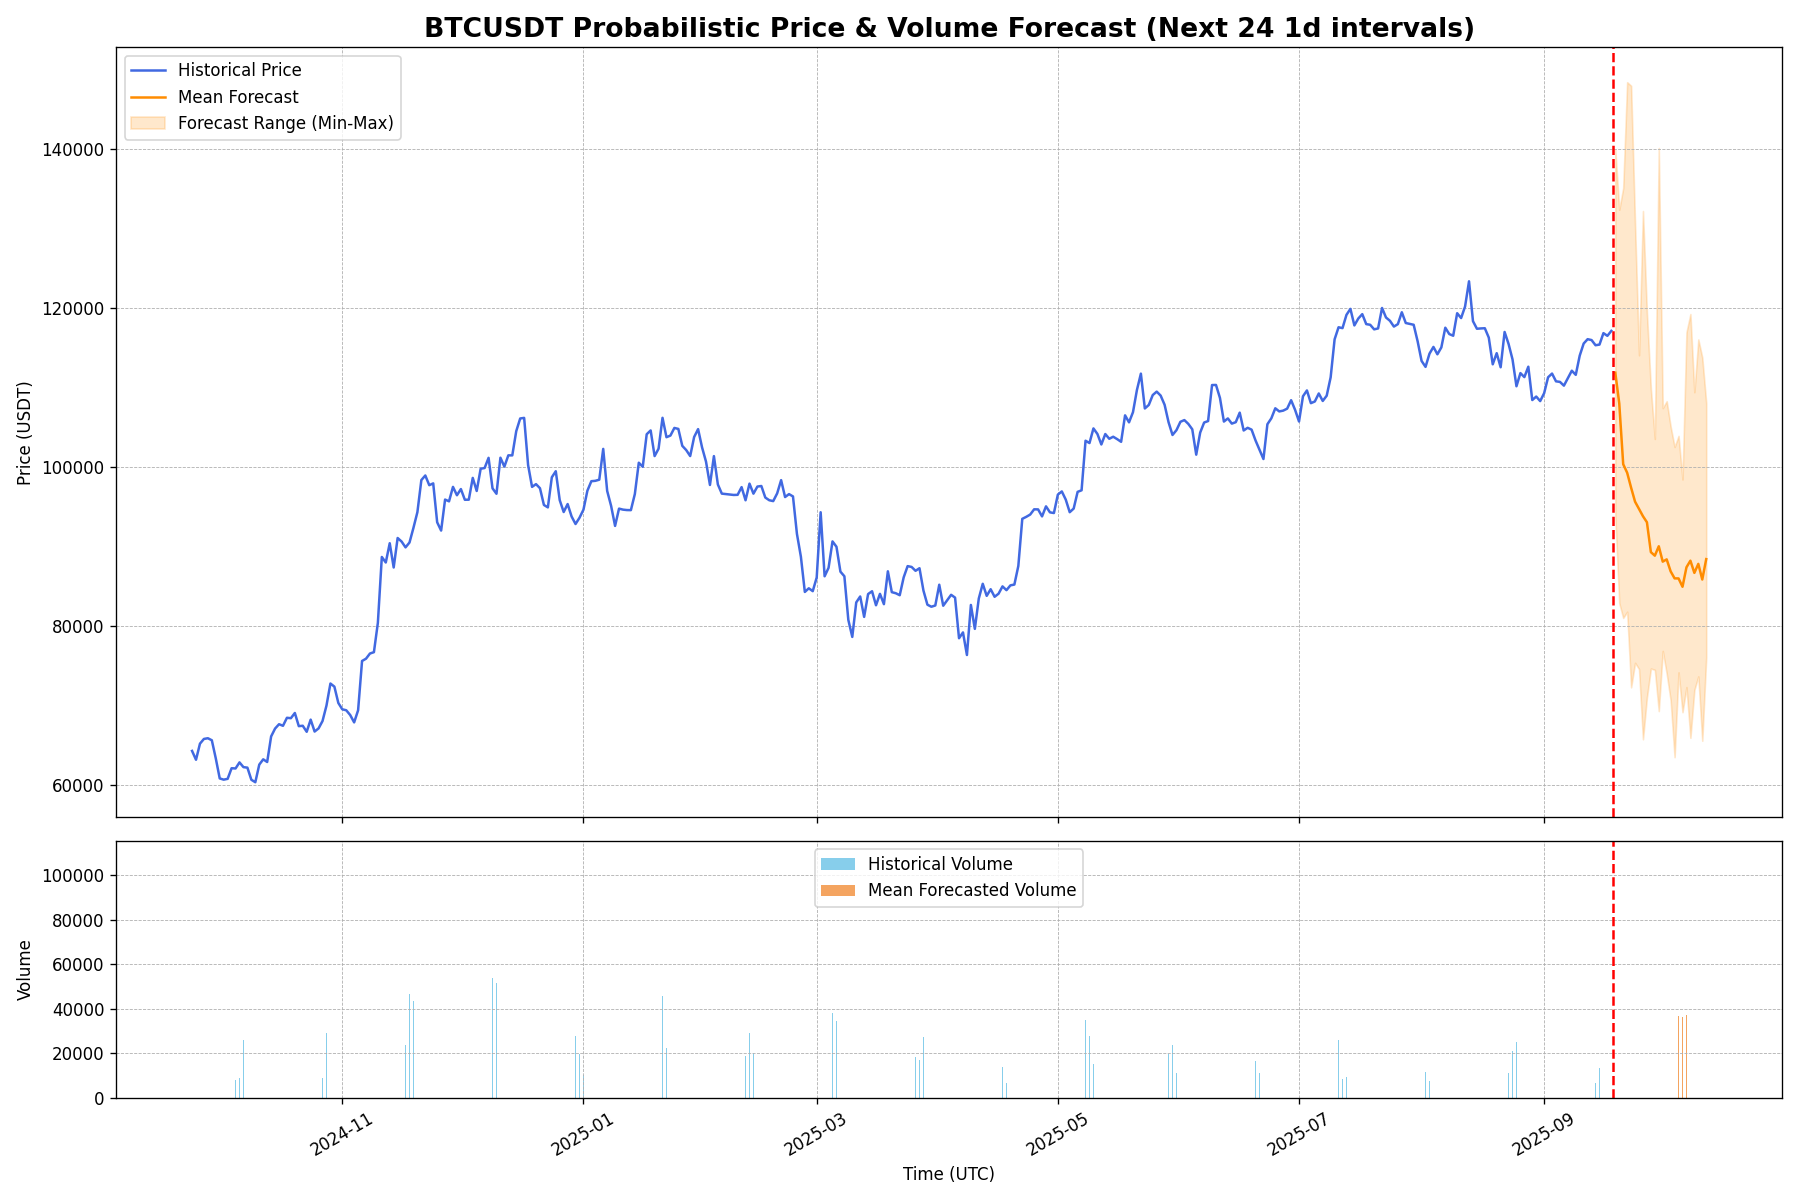 BTCUSDT Probabilistic Price & Volume Forecast (Next 24 1d intervals)
Historical Price
Mean Forecast
Forecast Range (Min-Max)
140000
120000
100000
80000
60000
Price (USDT)
Historical Volume
Mean Forecasted Volume
100000
80000
60000
40000
20000
0
Volume
2024-11
2025-01
2025-03
2025-05
2025-07
2025-09
Time (UTC)